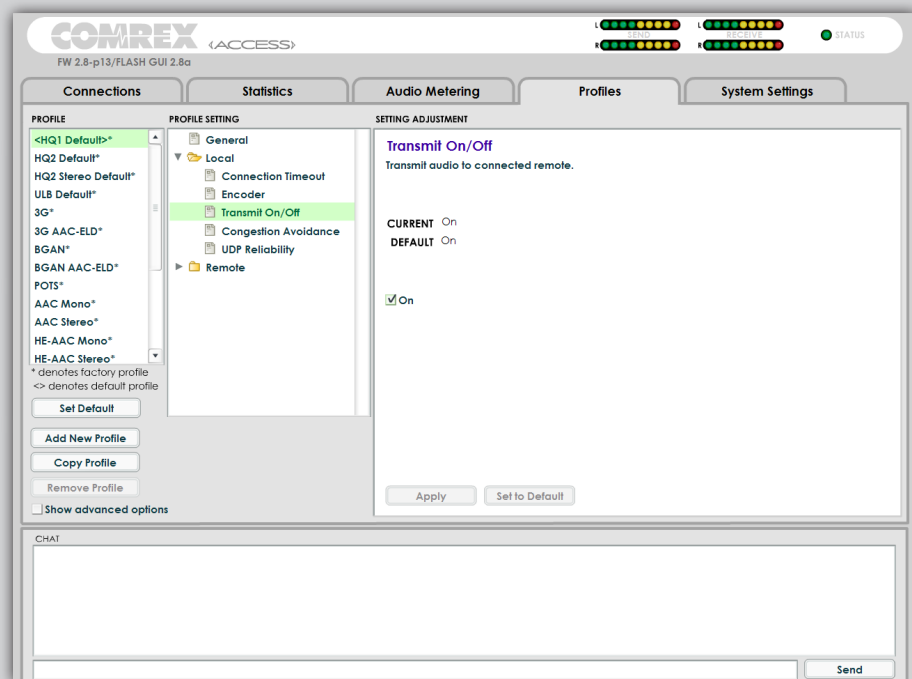 COMREX (ACCESS)
L
SEND
R
L
RECEIVE
R
STATUS
FW 2.8-p13/FLASH GUI 2.8a
Connections
Statistics
Audio Metering
Profiles
System Settings
PROFILE
<HQ1 Default>*
HQ2 Default*
HQ2 Stereo Default*
ULB Default*
3G*
3G AAC-ELD*
BGAN*
BGAN AAC-ELD*
POTS*
AAC Mono*
AAC Stereo*
HE-AAC Mono*
HE-AAC Stereo*
* denotes factory profile
<> denotes default profile
Set Default
Add New Profile
Copy Profile
Remove Profile
Show advanced options
PROFILE SETTING
General
Local
Connection Timeout
Encoder
Transmit On/Off
Congestion Avoidance
UDP Reliability
Remote
SETTING ADJUSTMENT
Transmit On/Off
Transmit audio to connected remote.
CURRENT On
DEFAULT On
On
Apply
Set to Default
CHAT
Send